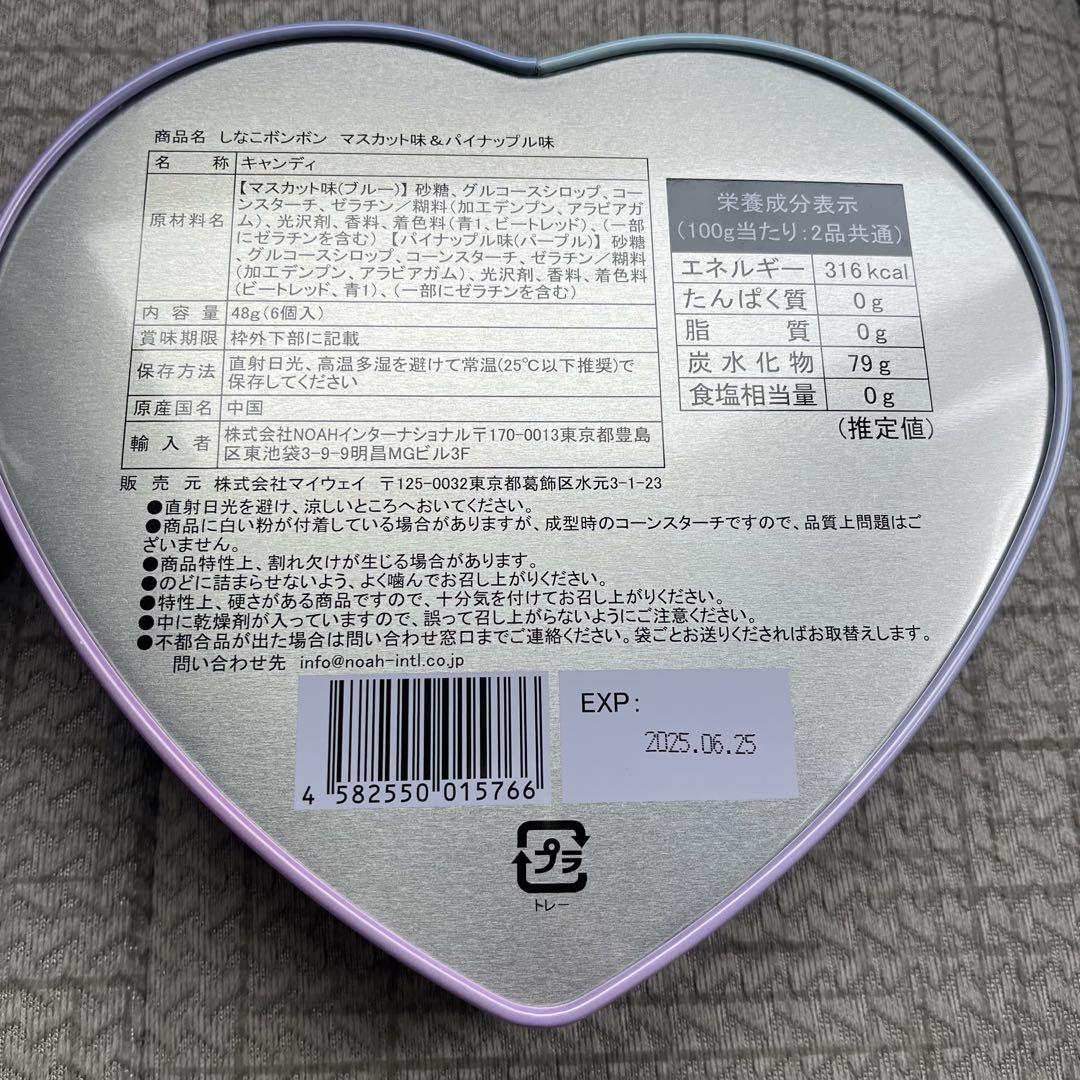 商品名 しなこボンボン マスカット味&パイナップル味
名称 キャンディ
原材料名
【マスカット味(ブルー)】 砂糖、グルコースシロップ、コー
ンスターチ、ゼラチン/糊料(加工デンプン、アラビアガ
ム)、光沢剤、香料、着色料(青1、ビートレッド)、(一部
にゼラチンを含む) 【パイナップル味(パープル)】 砂糖
、グルコースシロップ、コーンスターチ、ゼラチン/糊料
(加工デンプン、アラビアガム)、光沢剤、香料、着色料
(ビートレッド、青1)、(一部にゼラチンを含む)
内容量 48g(6個入)
賞味期限 枠外下部に記載
保存方法
直射日光、高温多湿を避けて常温(25℃以下推奨)で
保存してください
原産国名 中国
輸入者
株式会社NOAHインターナショナル〒170-0013東京都豊島
区東池袋3-9-9明昌MGビル3F
販売元 株式会社マイウェイ 〒125-0032東京都葛飾区水元3-1-23
栄養成分表示
(100g当たり:2品共通)
エネルギー 316kcal
たんぱく質 0g
脂質 0g
炭水化物 79g
食塩相当量 0g
(推定値)
●直射日光を避け、涼しいところへおいてください。
●商品に白い粉が付着している場合がありますが、成型時のコーンスターチですので、品質上問題はご
ざいません。
●商品特性上、割れ欠けが生じる場合があります。
●のどに詰まらせないよう、よく噛んでお召し上がりください。
●特性上、硬さがある商品ですので、十分気を付けてお召し上がりください。
●中に乾燥剤が入っていますので、誤って召し上がらないようにご注意ください。
●不都合品が出た場合は問い合わせ窓口までご連絡ください。袋ごとお送りくださればお取替えします。
問い合わせ先 info@noah-intl.co.jp
4 582550 015766
EXP:
2025.06.25
プラ
トレー